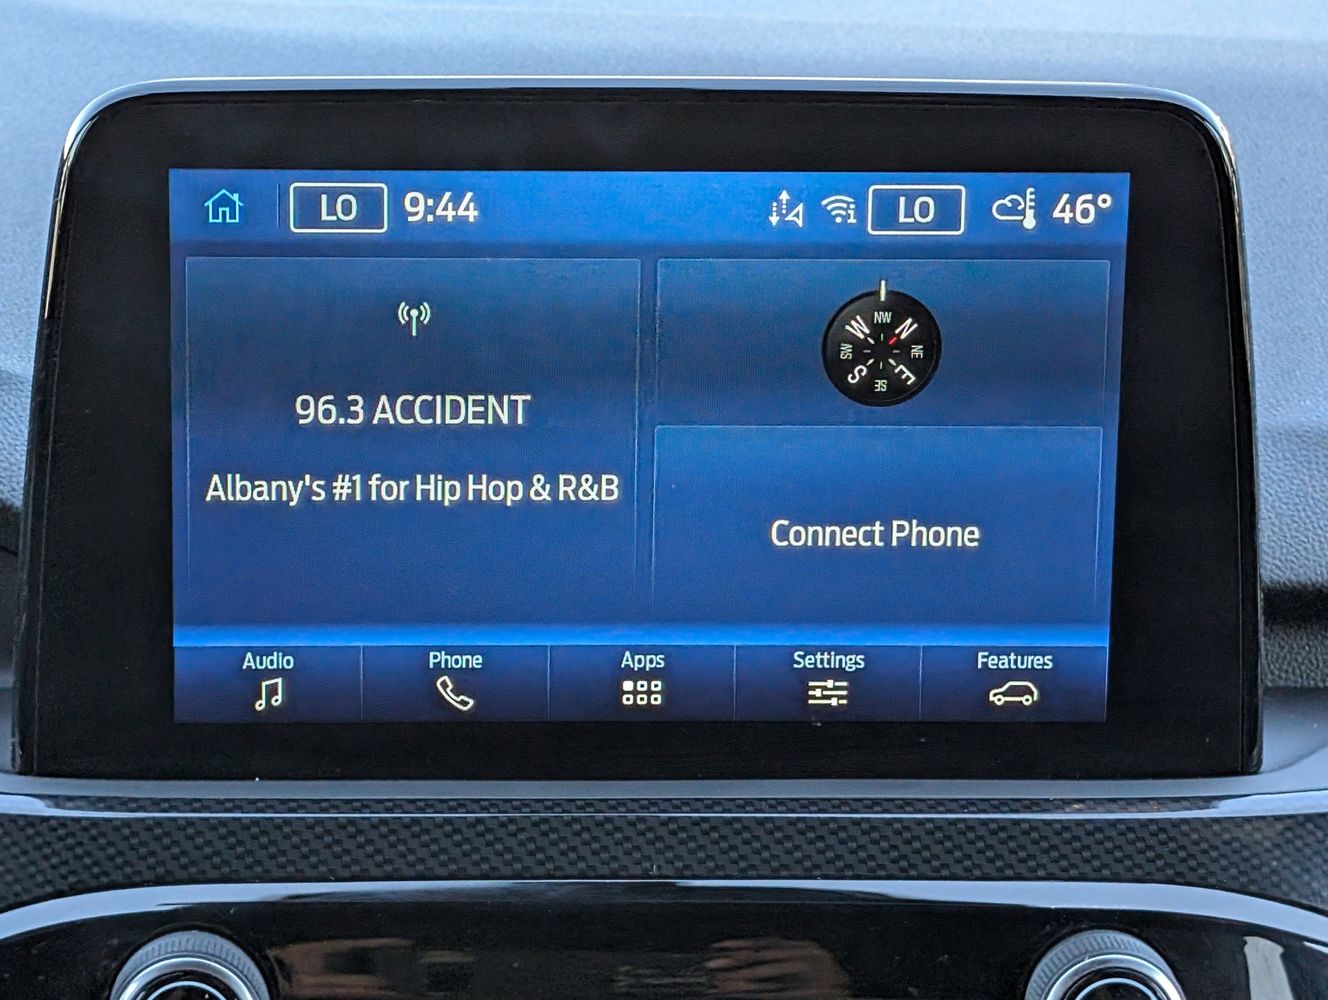 LO 9:44 LO 46°
96.3 ACCIDENT
Albany's #1 for Hip Hop & R&B
NW
W N
SW NE
S E
SE
Connect Phone
Audio Phone Apps Settings Features